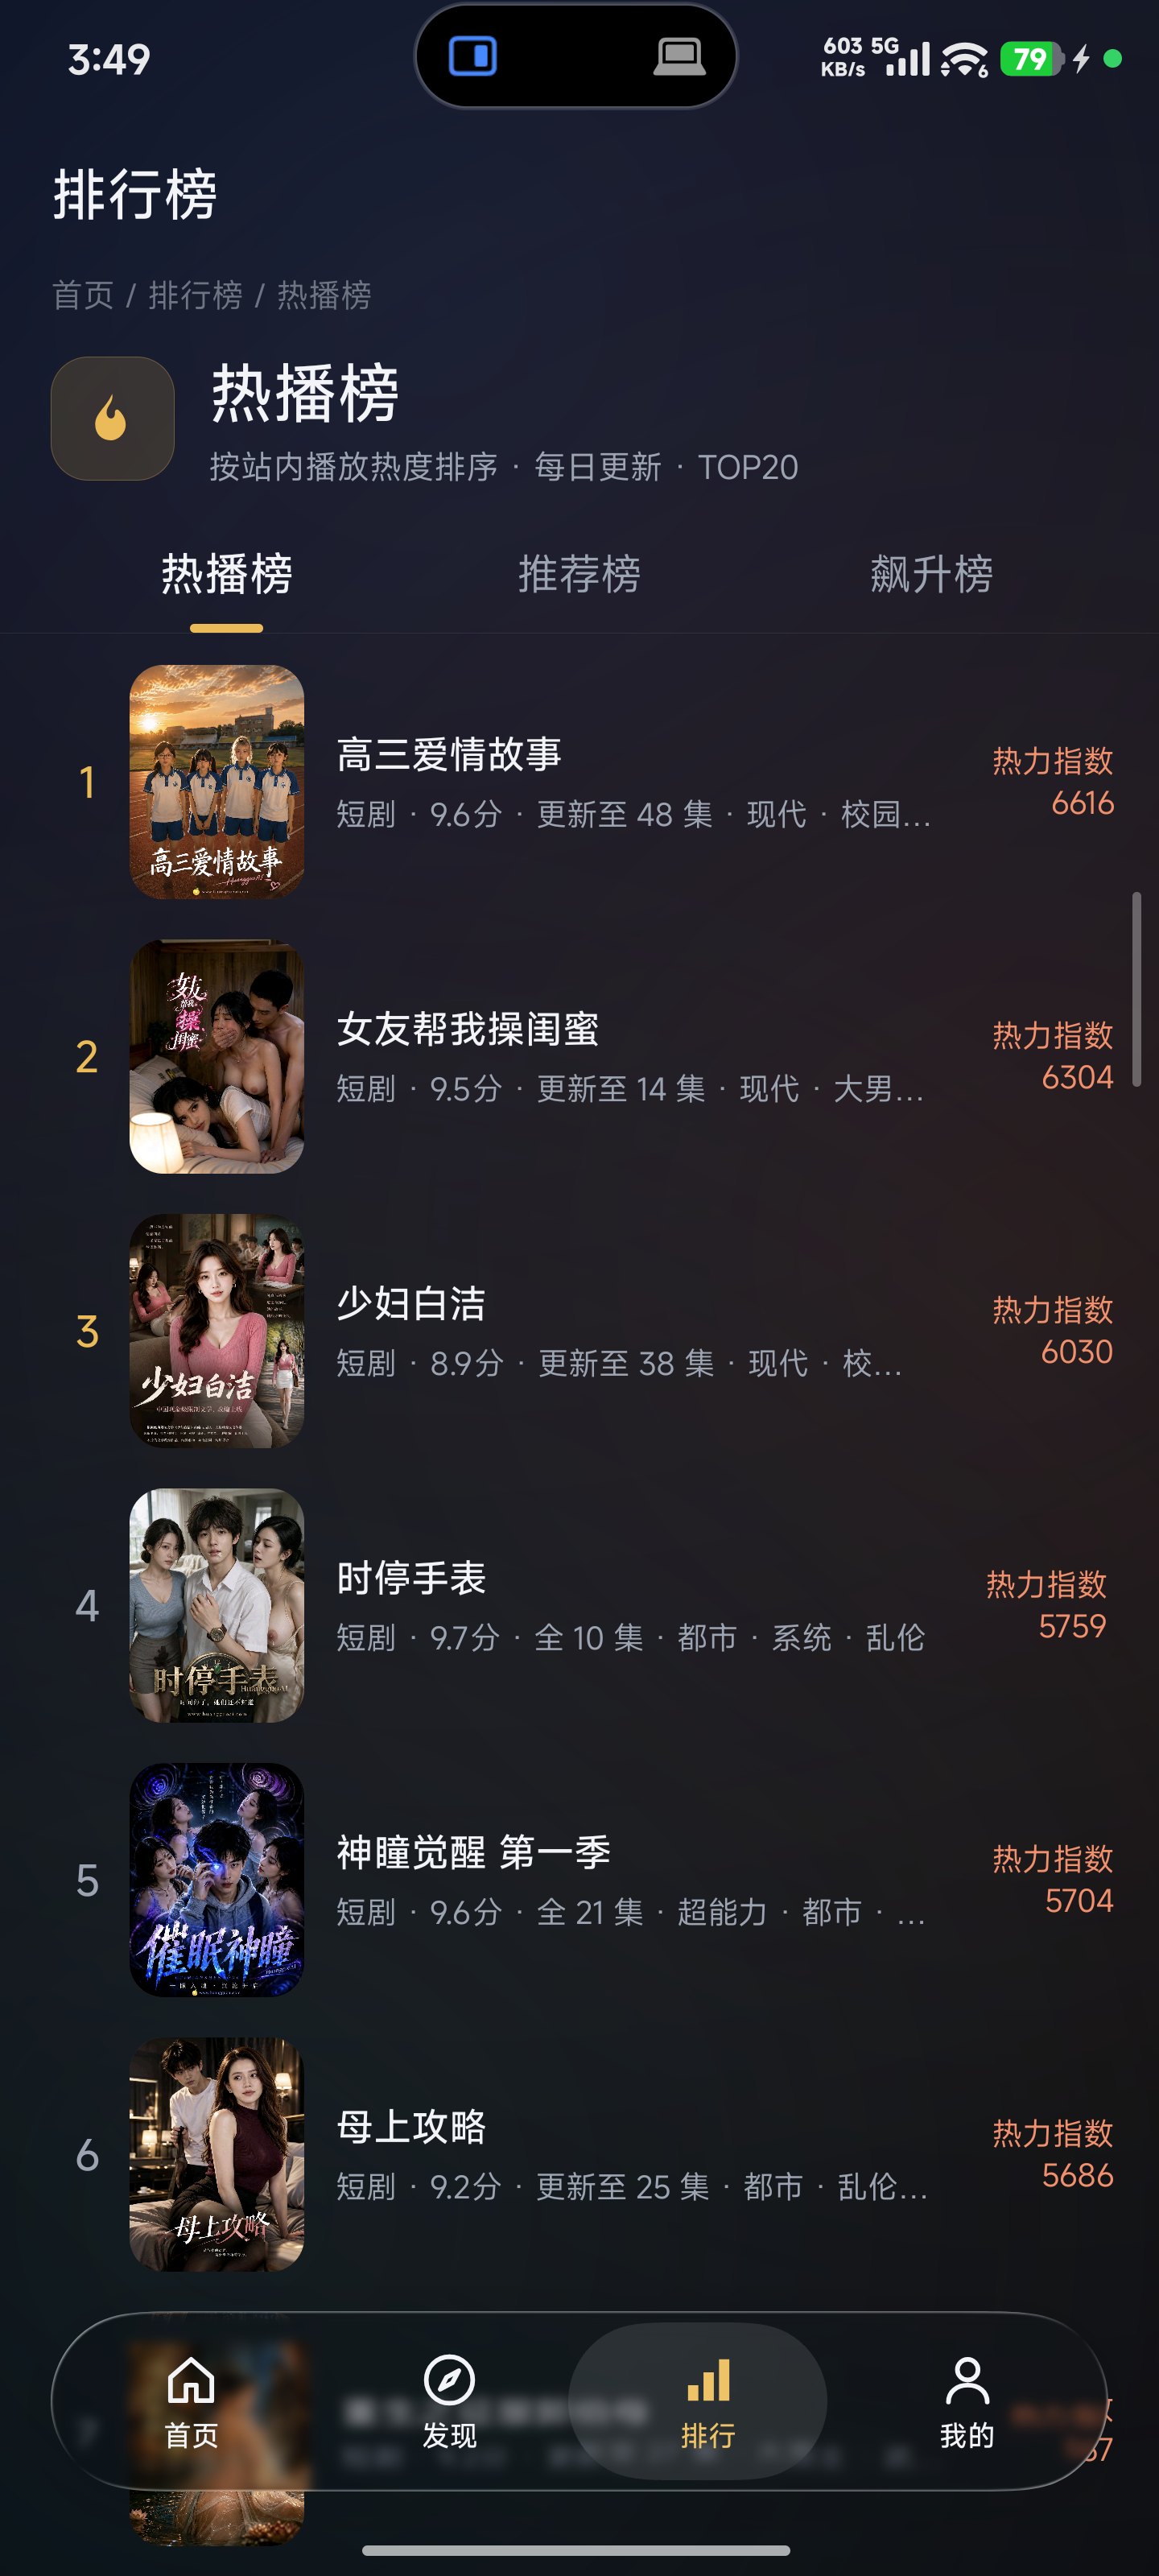 3:49
603 KB/s 5G 6 79
排行榜
首页 / 排行榜 / 热播榜
热播榜
按站内播放热度排序 · 每日更新 · TOP20
热播榜 推荐榜 飙升榜
1
高三爱情故事
高三爱情故事
短剧 · 9.6分 · 更新至 48 集 · 现代 · 校园...
热力指数
6616
2
女友
帮我
操
闺蜜
女友帮我操闺蜜
短剧 · 9.5分 · 更新至 14 集 · 现代 · 大男...
热力指数
6304
3
少妇白洁
少妇白洁
短剧 · 8.9分 · 更新至 38 集 · 现代 · 校...
热力指数
6030
4
时停手表
时停手表
短剧 · 9.7分 · 全 10 集 · 都市 · 系统 · 乱伦
热力指数
5759
5
催眠神瞳
神瞳觉醒 第一季
短剧 · 9.6分 · 全 21 集 · 超能力 · 都市 · ...
热力指数
5704
6
母上攻略
母上攻略
短剧 · 9.2分 · 更新至 25 集 · 都市 · 乱伦...
热力指数
5686
首页 发现 排行 我的